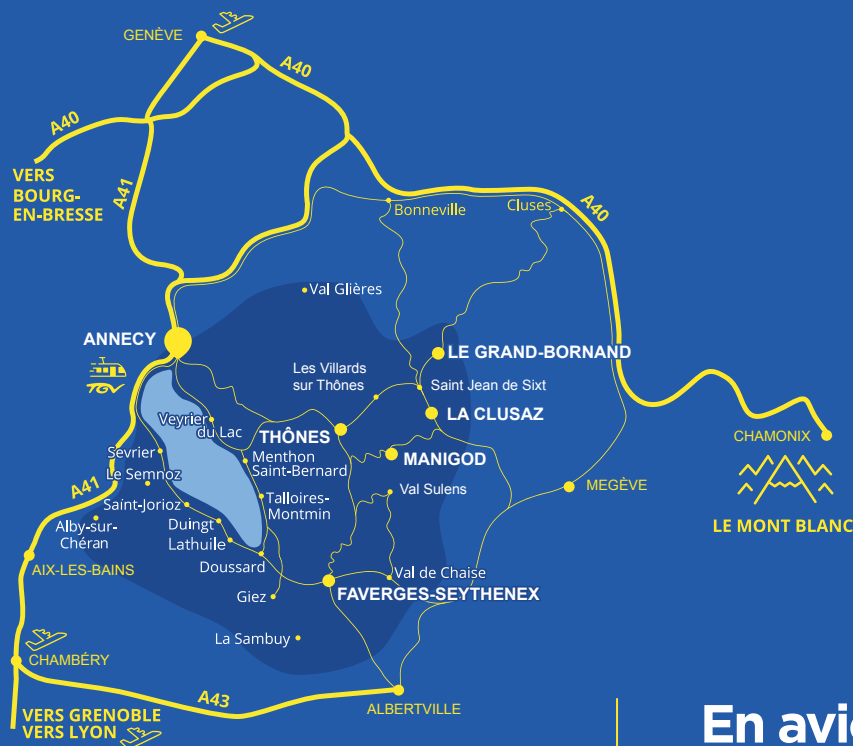 GENÈVE
A40
A40
VERS
BOURG-
EN-BRESSE
A41
Bonneville
Cluses
A40
Val Glières
ANNECY
TGV
LE GRAND-BORNAND
Les Villards
sur Thônes
Saint Jean de Sixt
LA CLUSAZ
Veyrier
du Lac
THÔNES
CHAMONIX
Sevrier
Menthon
Saint-Bernard
MANIGOD
Le Semnoz
A41
Val Sulens
MEGÈVE
Saint-Jorioz
Talloires-
Montmin
LE MONT BLANC
Alby-sur-
Chéran
Duingt
Lathuile
Doussard
AIX-LES-BAINS
Val de Chaise
Giez
FAVERGES-SEYTHENEX
La Sambuy
CHAMBÉRY
A43
ALBERTVILLE
VERS GRENOBLE
VERS LYON
En avi